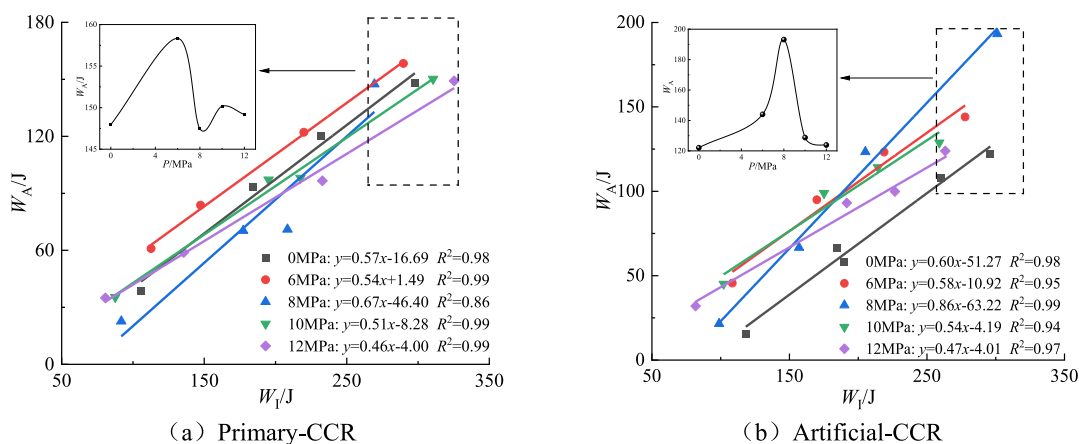 180
120
60
0
W_A/J
160
155
150
145
W_A/J
0 2 4 6 8 10 12
P/MPa
0MPa: y=0.57x-16.69 R²=0.98
6MPa: y=0.54x+1.49 R²=0.99
8MPa: y=0.67x-46.40 R²=0.86
10MPa: y=0.51x-8.28 R²=0.99
12MPa: y=0.46x-4.00 R²=0.99
50 150 250 350
W_I/J
（a）Primary-CCR
200
150
100
50
0
W_A/J
200
180
160
140
120
W_A
0 2 4 6 8 10 12
P/MPa
0MPa: y=0.60x-51.27 R²=0.98
6MPa: y=0.58x-10.92 R²=0.95
8MPa: y=0.86x-63.22 R²=0.99
10MPa: y=0.54x-4.19 R²=0.94
12MPa: y=0.47x-4.01 R²=0.97
50 150 250 350
W_I/J
（b）Artificial-CCR